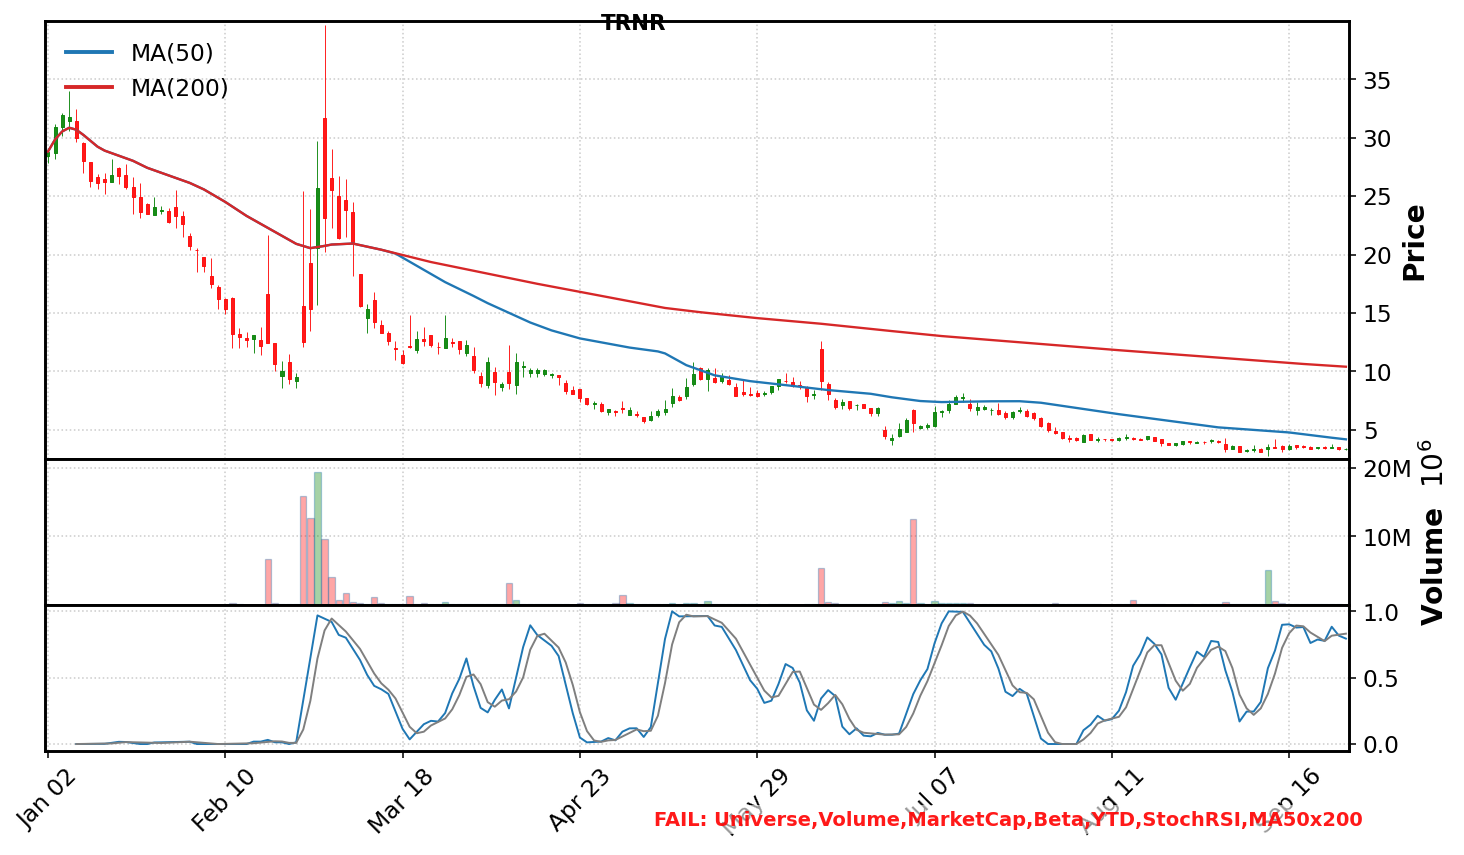 TRNR
MA(50)
MA(200)
35
30
25
20
15
10
5
Price
20M
10M
Volume 10^6
1.0
0.5
0.0
Jan 02
Feb 10
Mar 18
Apr 23
May 29
Jul 07
Aug 11
Sep 16
FAIL: Universe,Volume,MarketCap,Beta,YTD,StochRSI,MA50x200